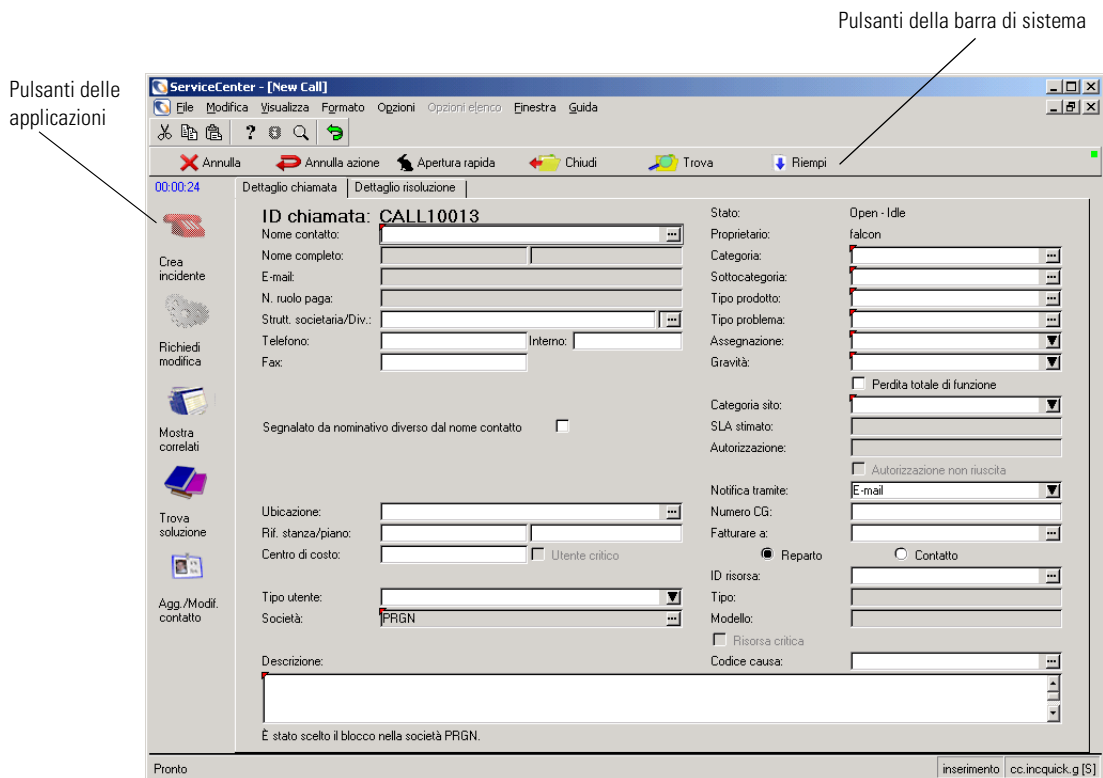 Pulsanti della barra di sistema
Pulsanti delle
applicazioni
ServiceCenter - [New Call]
File Modifica Visualizza Formato Opzioni Opzioni elenco Finestra Guida
Annulla Annulla azione Apertura rapida Chiudi Trova Riempi
00:00:24 Dettaglio chiamata Dettaglio risoluzione
Crea
incidente
Richiedi
modifica
Mostra
correlati
Trova
soluzione
Agg./Modif.
contatto
ID chiamata: CALL10013
Nome contatto:
Nome completo:
E-mail:
N. ruolo paga:
Strutt. societaria/Div.:
Telefono: Interno:
Fax:
Segnalato da nominativo diverso dal nome contatto
Ubicazione:
Rif. stanza/piano:
Centro di costo: Utente critico
Tipo utente:
Società: PRGN
Stato: Open - Idle
Proprietario: falcon
Categoria:
Sottocategoria:
Tipo prodotto:
Tipo problema:
Assegnazione:
Gravità:
Perdita totale di funzione
Categoria sito:
SLA stimato:
Autorizzazione:
Autorizzazione non riuscita
Notifica tramite: E-mail
Numero CG:
Fatturare a:
Reparto Contatto
ID risorsa:
Tipo:
Modello:
Risorsa critica
Codice causa:
Descrizione:
È stato scelto il blocco nella società PRGN.
Pronto inserimento cc.incquick.g [S]